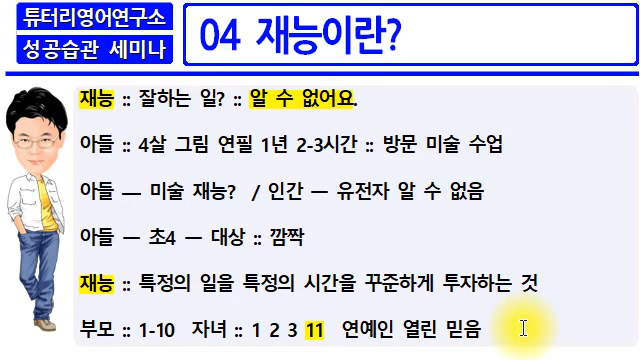 튜터리영어연구소
성공습관 세미나
04 재능이란?
재능 :: 잘하는 일? :: 알 수 없어요.
아들 :: 4살 그림 연필 1년 2-3시간 :: 방문 미술 수업
아들 — 미술 재능? / 인간 — 유전자 알 수 없음
아들 — 초4 — 대상 :: 깜짝
재능 :: 특정의 일을 특정의 시간을 꾸준하게 투자하는 것
부모 :: 1-10 자녀 :: 1 2 3 11 연예인 열린 믿음